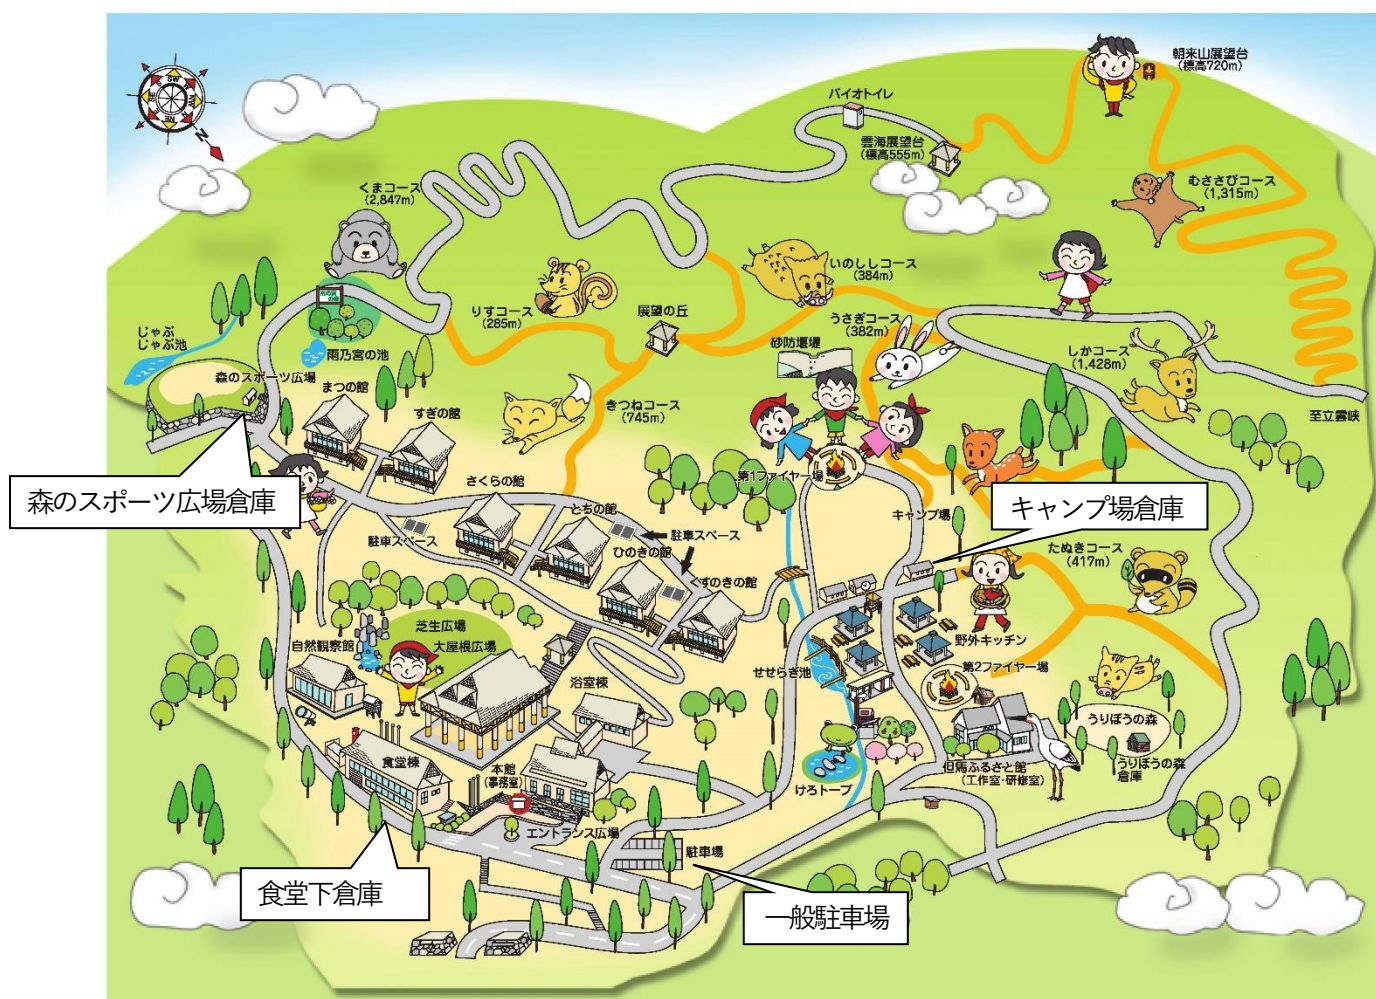 朝来山展望台
(標高720m)
バイオトイレ
雲海展望台
(標高555m)
SW
NE
N
くまコース
(2,847m)
むささびコース
(1,315m)
いのししコース
(384m)
りすコース
(285m)
展望の丘
うさぎコース
(382m)
じゃぶ
じゃぶ池
雨乃宮の池
砂防堰堤
しかコース
(1,428m)
森のスポーツ広場
まつの館
すぎの館
きつねコース
(745m)
至立雲峡
さくらの館
第1ファイヤー場
森のスポーツ広場倉庫
とちの館
キャンプ場
キャンプ場倉庫
駐車スペース
駐車スペース
ひのきの館
たぬきコース
(417m)
くすのきの館
芝生広場
大屋根広場
自然観察館
野外キッチン
せせらぎ池
第2ファイヤー場
浴室棟
うりぼうの森
食堂棟
本館
(事務室)
うりぼうの森
倉庫
但馬ふるさと館
(工作室・研修室)
けろトープ
エントランス広場
駐車場
食堂下倉庫
一般駐車場